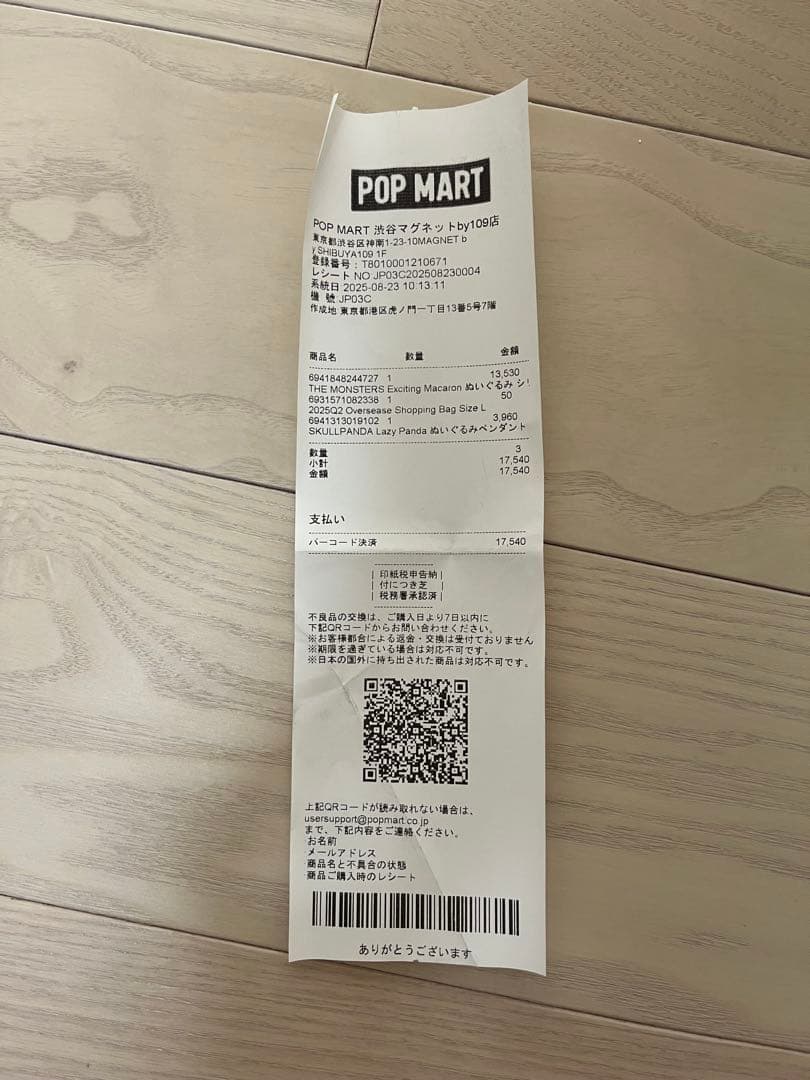 POP MART
POP MART 渋谷マグネットby109店
東京都渋谷区神南1-23-10MAGNET b
y SHIBUYA109 1F
登録番号：T8010001210671
レシート NO JP03C202508230004
系統日 2025-08-23 10:13:11
機 號 JP03C
作成地 東京都港区虎ノ門一丁目13番5号7階
商品名 数量 金額
6941848244727 1 13,530
THE MONSTERS Exciting Macaron ぬいぐるみ シ
6931571082338 1 50
2025Q2 Oversease Shopping Bag Size L
6941313019102 1 3,960
SKULLPANDA Lazy Panda ぬいぐるみペンダント
数量 3
小計 17,540
金額 17,540
支払い
バーコード決済 17,540
印紙税申告納
付につき芝
税務署承認済
不良品の交換は、ご購入日より7日以内に
下記QRコードからお問い合わせください。
※お客様都合による返金・交換は受付ておりません
※期限を過ぎている場合は対応不可です。
※日本の国外に持ち出された商品は対応不可です。
上記QRコードが読み取れない場合は、
usersupport@popmart.co.jp
まで、下記内容をご連絡ください。
·お名前
·メールアドレス
·商品名と不具合の状態
·商品ご購入時のレシート
ありがとうございます